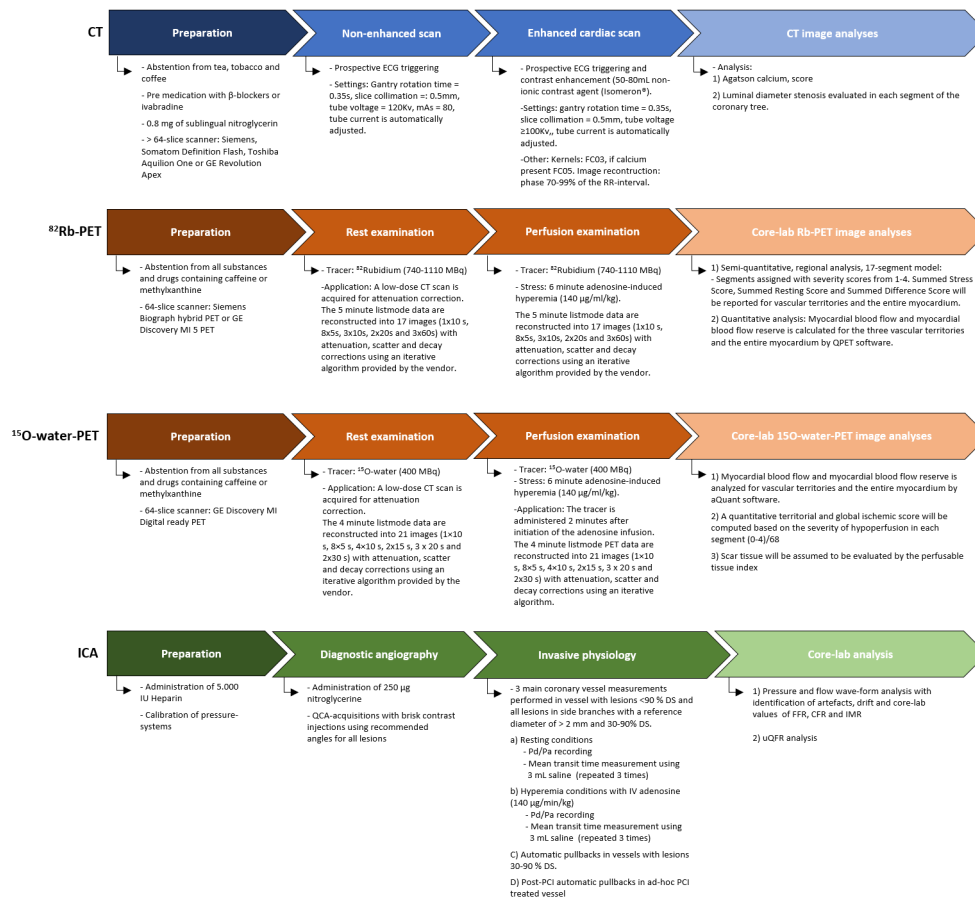 CT
Preparation
Non-enhanced scan
Enhanced cardiac scan
CT image analyses
- Abstention from tea, tobacco and
coffee
- Pre medication with β-blockers or
ivabradine
- 0.8 mg of sublingual nitroglycerin
- > 64-slice scanner: Siemens,
Somatom Definition Flash, Toshiba
Aquilion One or GE Revolution
Apex
- Prospective ECG triggering
- Settings: Gantry rotation time =
0.35s, slice collimation =: 0.5mm,
tube voltage = 120Kv, mAs = 80,
tube current is automatically
adjusted.
- Prospective ECG triggering and
contrast enhancement (50-80mL non-
ionic contrast agent (Isomeron®).
-Settings: gantry rotation time = 0.35s,
slice collimation = 0.5mm, tube voltage
≥100Kv,, tube current is automatically
adjusted.
-Other: Kernels: FC03, if calcium
present FC05. Image recontruction:
phase 70-99% of the RR-interval.
- Analysis:
1) Agatson calcium, score
2) Luminal diameter stenosis evaluated in each segment of the
coronary tree.
⁸²Rb-PET
Preparation
Rest examination
Perfusion examination
Core-lab Rb-PET image analyses
- Abstention from all substances
and drugs containing caffeine or
methylxanthine
- 64-slice scanner: Siemens
Biograph hybrid PET or GE
Discovery MI 5 PET
- Tracer: ⁸²Rubidium (740-1110 MBq)
-Application: A low-dose CT scan is
acquired for attenuation correction.
The 5 minute listmode data are
reconstructed into 17 images (1x10 s,
8x5s, 3x10s, 2x20s and 3x60s) with
attenuation, scatter and decay
corrections using an iterative
algorithm provided by the vendor.
- Tracer: ⁸²Rubidium (740-1110 MBq)
- Stress: 6 minute adenosine-induced
hyperemia (140 µg/ml/kg).
The 5 minute listmode data are
reconstructed into 17 images (1x10 s,
8x5s, 3x10s, 2x20s and 3x60s) with
attenuation, scatter and decay
corrections using an iterative
algorithm provided by the vendor.
1) Semi-quantitative, regional analysis, 17-segment model:
- Segments assigned with severity scores from 1-4. Summed Stress
Score, Summed Resting Score and Summed Difference Score will
be reported for vascular territories and the entire myocardium.
2) Quantitative analysis: Myocardial blood flow and myocardial
blood flow reserve is calculated for the three vascular territories
and the entire myocardium by QPET software.
¹⁵O-water-PET
Preparation
Rest examination
Perfusion examination
Core-lab 15O-water-PET image analyses
- Abstention from all substances
and drugs containing caffeine or
methylxanthine
- 64-slice scanner: GE Discovery MI
Digital ready PET
- Tracer: ¹⁵O-water (400 MBq)
- Application: A low-dose CT scan is
acquired for attenuation
correction.
The 4 minute listmode data are
reconstructed into 21 images (1×10
s, 8×5 s, 4×10 s, 2x15 s, 3 x 20 s and
2x30 s) with attenuation, scatter
and decay corrections using an
iterative algorithm provided by the
vendor.
- Tracer: ¹⁵O-water (400 MBq)
- Stress: 6 minute adenosine-induced
hyperemia (140 µg/ml/kg).
-Application: The tracer is
administered 2 minutes after
initiation of the adenosine infusion.
The 4 minute listmode PET data are
reconstructed into 21 images (1×10
s, 8×5 s, 4×10 s, 2x15 s, 3 x 20 s and
2x30 s) with attenuation, scatter and
decay corrections using an iterative
algorithm.
1) Myocardial blood flow and myocardial blood flow reserve is
analyzed for vascular territories and the entire myocardium by
aQuant software.
2) A quantitative territorial and global ischemic score will be
computed based on the severity of hypoperfusion in each
segment (0-4)/68
3) Scar tissue will be assumed to be evaluated by the perfusable
tissue index
ICA
Preparation
Diagnostic angiography
Invasive physiology
Core-lab analysis
- Administration of 5.000
IU Heparin
- Calibration of pressure-
systems
- Administration of 250 µg
nitroglycerine
- QCA-acquisitions with brisk contrast
injections using recommended
angles for all lesions
- 3 main coronary vessel measurements
performed in vessel with lesions <90 % DS and
all lesions in side branches with a reference
diameter of > 2 mm and 30-90% DS.
a) Resting conditions
- Pd/Pa recording
- Mean transit time measurement using
3 mL saline (repeated 3 times)
b) Hyperemia conditions with IV adenosine
(140 µg/min/kg)
- Pd/Pa recording
- Mean transit time measurement using
3 mL saline (repeated 3 times)
C) Automatic pullbacks in vessels with lesions
30-90 % DS.
D) Post-PCI automatic pullbacks in ad-hoc PCI
treated vessel
1) Pressure and flow wave-form analysis with
identification of artefacts, drift and core-lab
values of FFR, CFR and IMR
2) uQFR analysis